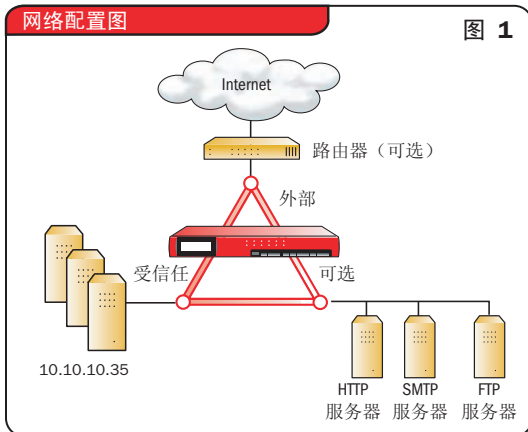 网络配置图
图 1
Internet
路由器（可选）
外部
受信任
可选
10.10.10.35
HTTP
服务器
SMTP
服务器
FTP
服务器